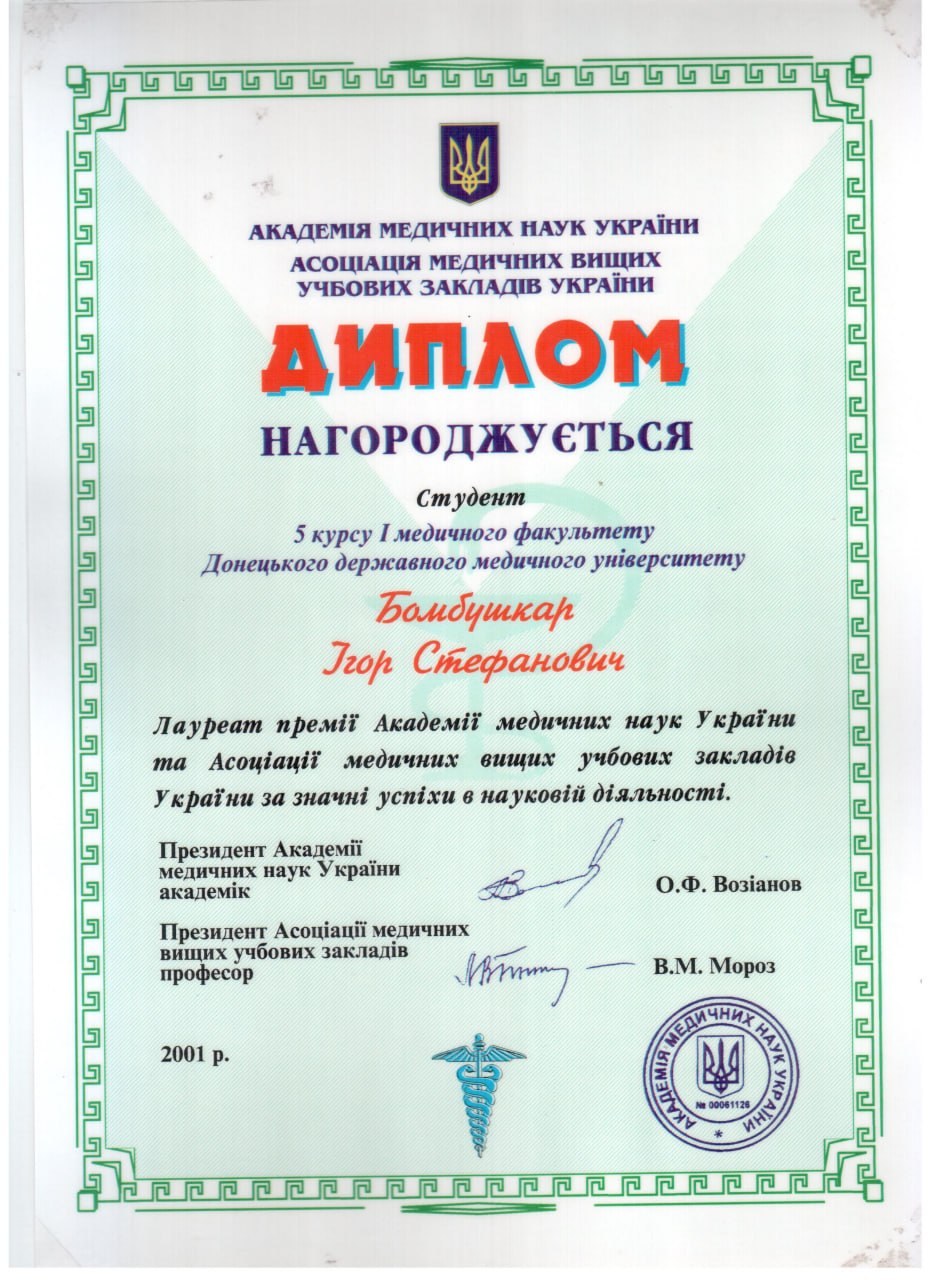 АКАДЕМІЯ МЕДИЧНИХ НАУК УКРАЇНИ
АСОЦІАЦІЯ МЕДИЧНИХ ВИЩИХ
УЧБОВИХ ЗАКЛАДІВ УКРАЇНИ
ДИПЛОМ
НАГОРОДЖУЄТЬСЯ
Студент
5 курсу І медичного факультету
Донецького державного медичного університету
Бомбушкар
Ігор Стефанович
Лауреат премії Академії медичних наук України
та Асоціації медичних вищих учбових закладів
України за значні успіхи в науковій діяльності.
Президент Академії
медичних наук України
академік
О.Ф. Возіанов
Президент Асоціації медичних
вищих учбових закладів
професор
В.М. Мороз
2001 р.
АКАДЕМІЯ МЕДИЧНИХ НАУК УКРАЇНИ
№ 00061126